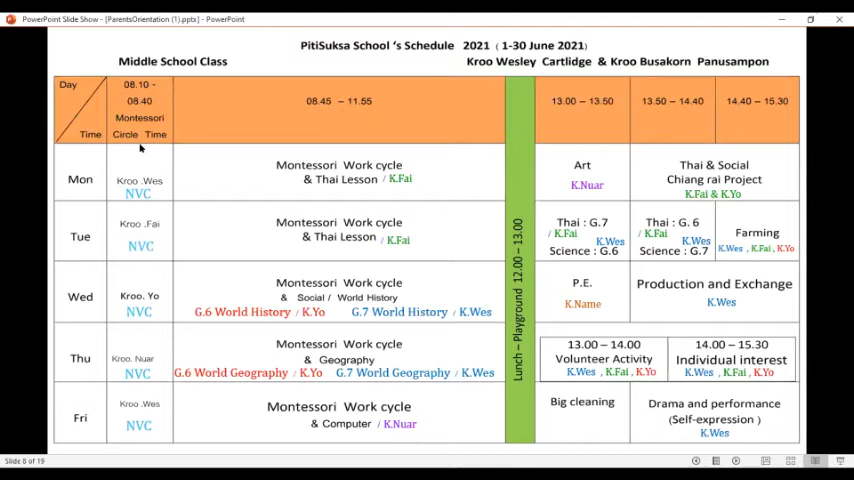 PowerPoint Slide Show - [ParentsOrientation (1).pptx] - PowerPoint
PitiSuksa School 's Schedule 2021 ( 1-30 June 2021)
Middle School Class
Kroo Wesley Cartlidge & Kroo Busakorn Panusampon
Day
Time
08.10 -
08.40
Montessori
Circle Time
08.45 – 11.55
13.00 – 13.50
13.50 – 14.40
14.40 – 15.30
Lunch – Playground 12.00 – 13.00
Mon
Kroo .Wes
NVC
Montessori Work cycle
& Thai Lesson / K.Fai
Art
K.Nuar
Thai & Social
Chiang rai Project
K.Fai & K.Yo
Tue
Kroo .Fai
NVC
Montessori Work cycle
& Thai Lesson / K.Fai
Thai : G.7
/ K.Fai K.Wes
Science : G.6
Thai : G. 6
/ K.Fai K.Wes
Science : G.7
Farming
K.Wes , K.Fai , K.Yo
Wed
Kroo. Yo
NVC
Montessori Work cycle
& Social / World History
G.6 World History / K.Yo G.7 World History / K.Wes
P.E.
K.Name
Production and Exchange
K.Wes
Thu
Kroo. Nuar
NVC
Montessori Work cycle
& Geography
G.6 World Geography / K.Yo G.7 World Geography / K.Wes
13.00 – 14.00
Volunteer Activity
K.Wes , K.Fai , K.Yo
14.00 – 15.30
Individual interest
K.Wes , K.Fai , K.Yo
Fri
Kroo .Wes
NVC
Montessori Work cycle
& Computer / K.Nuar
Big cleaning
Drama and performance
(Self-expression )
K.Wes
Slide 8 of 19